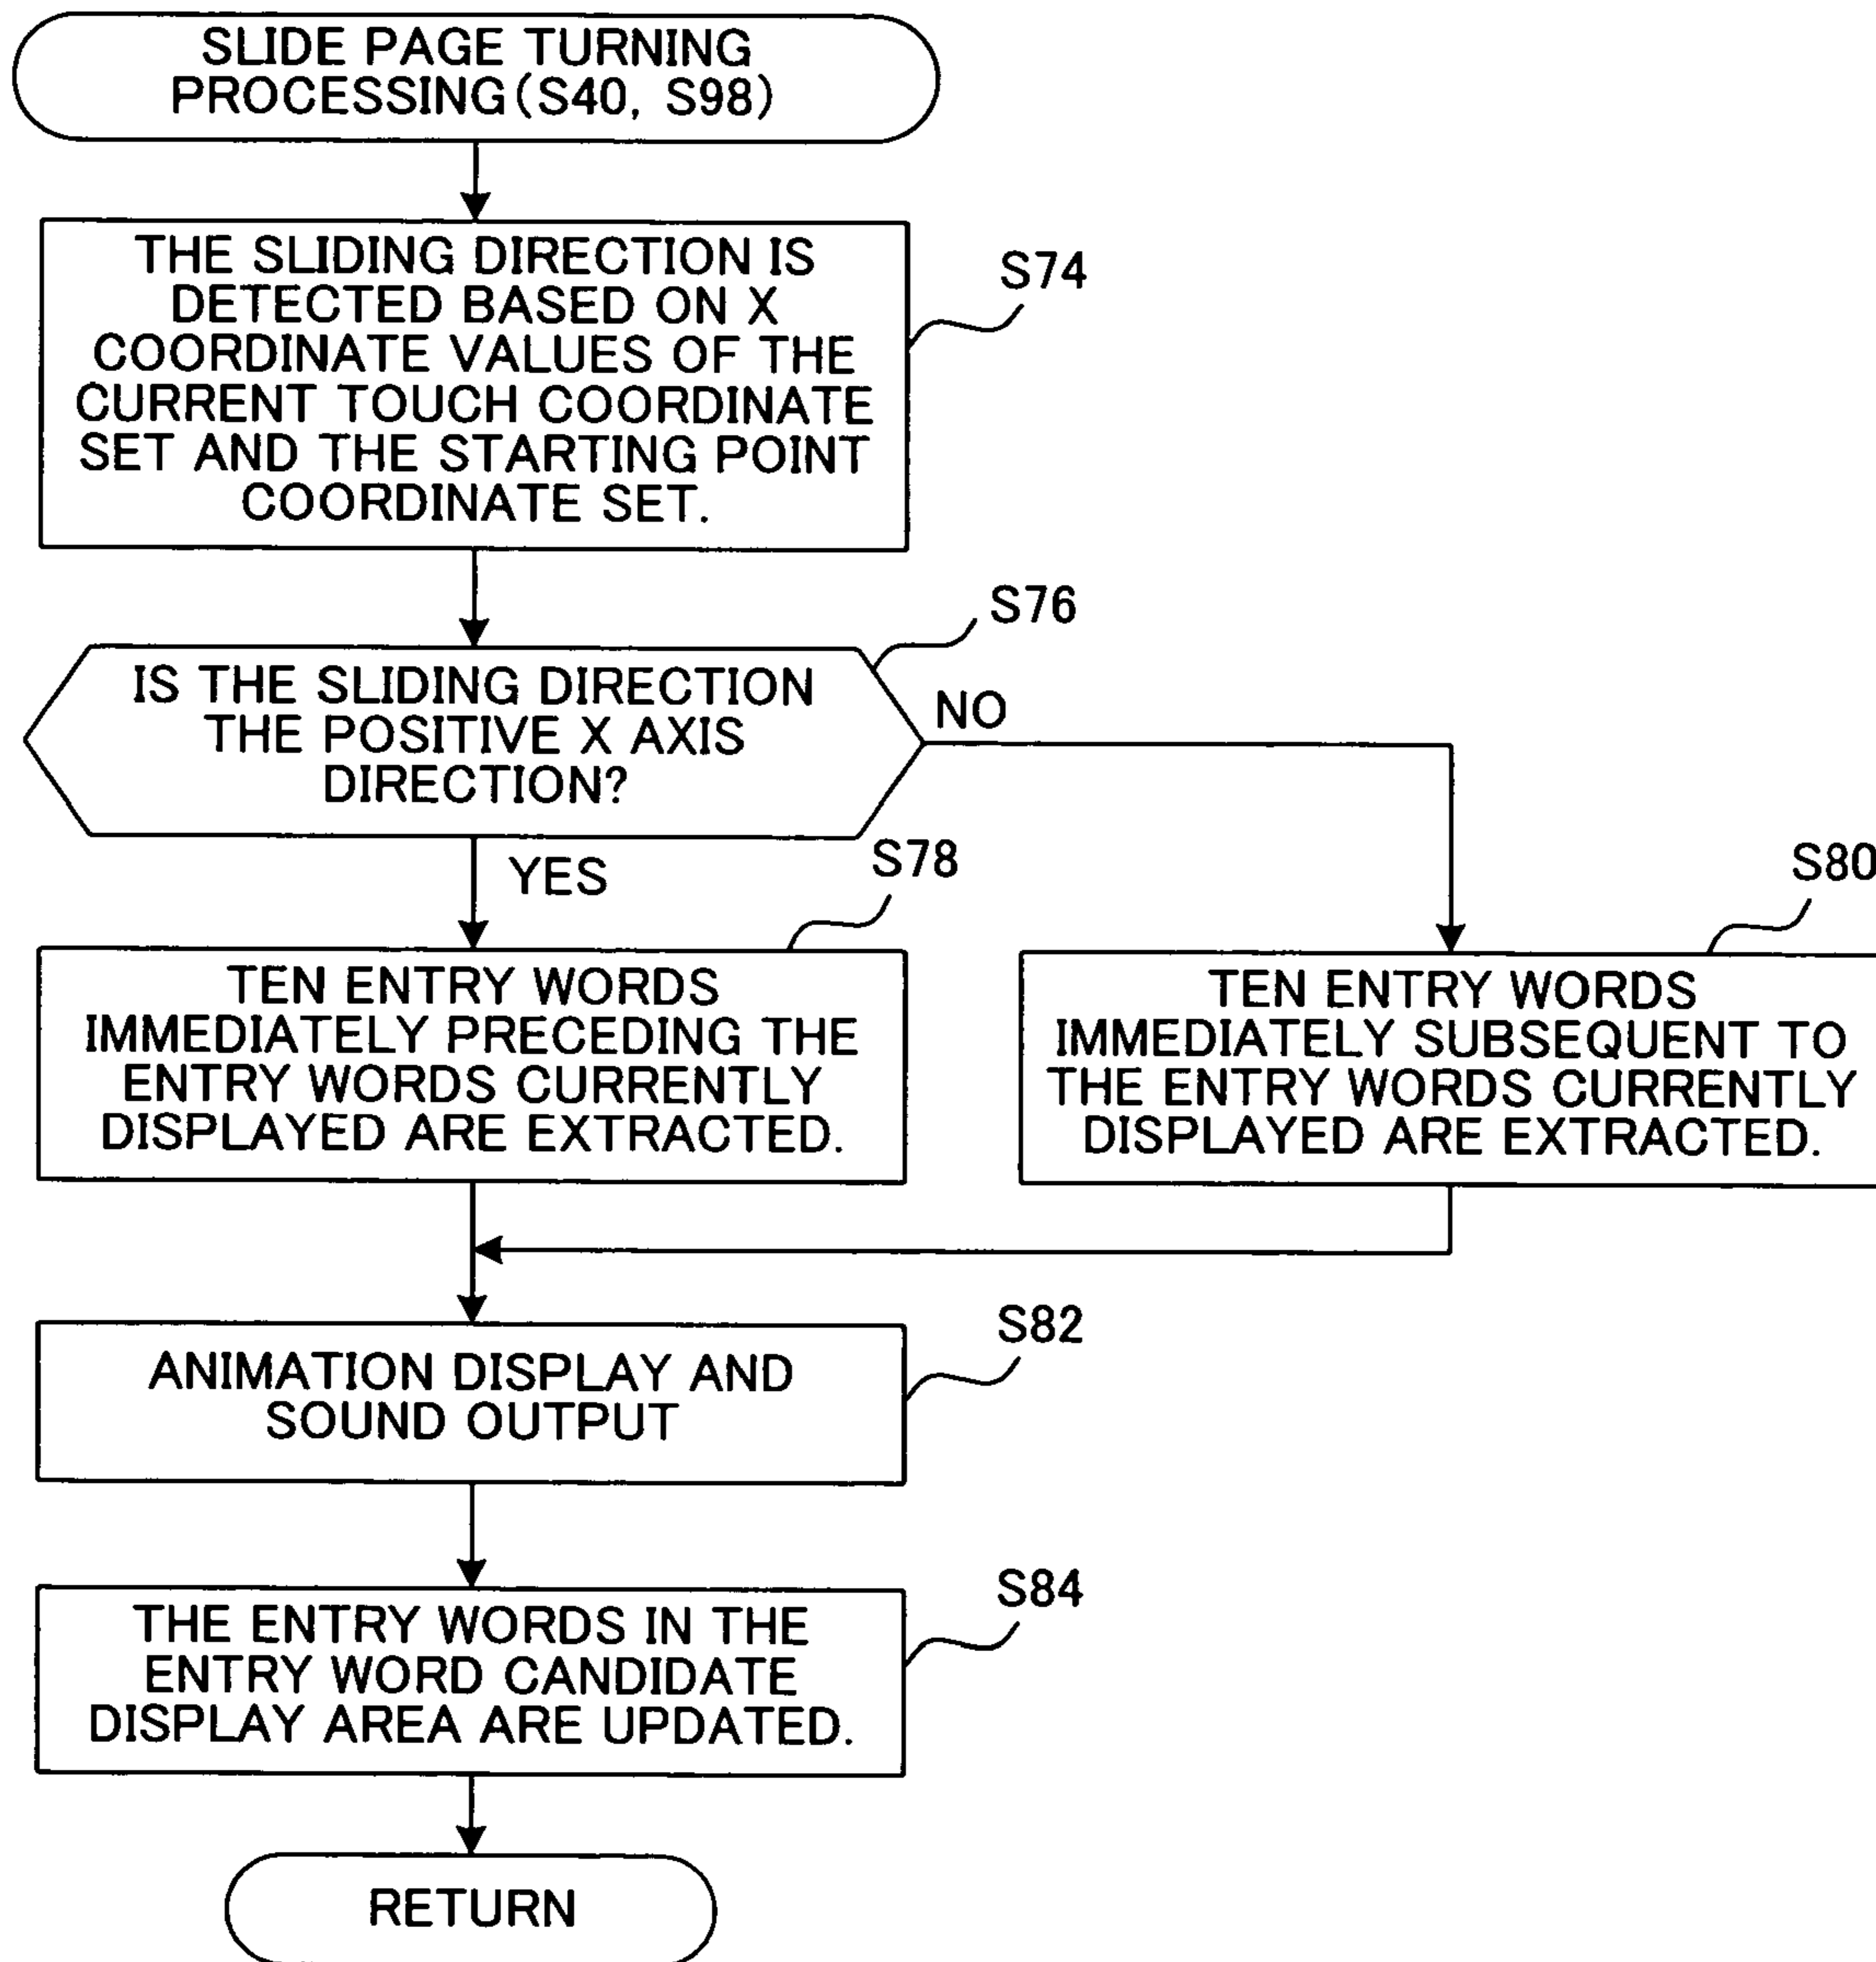 SLIDE PAGE TURNING
PROCESSING(S40, S98)
THE SLIDING DIRECTION IS
DETECTED BASED ON X
COORDINATE VALUES OF THE
CURRENT TOUCH COORDINATE
SET AND THE STARTING POINT
COORDINATE SET.
S74
S76
IS THE SLIDING DIRECTION
THE POSITIVE X AXIS
DIRECTION?
NO
YES
S78
TEN ENTRY WORDS
IMMEDIATELY PRECEDING THE
ENTRY WORDS CURRENTLY
DISPLAYED ARE EXTRACTED.
S80
TEN ENTRY WORDS
IMMEDIATELY SUBSEQUENT TO
THE ENTRY WORDS CURRENTLY
DISPLAYED ARE EXTRACTED.
S82
ANIMATION DISPLAY AND
SOUND OUTPUT
S84
THE ENTRY WORDS IN THE
ENTRY WORD CANDIDATE
DISPLAY AREA ARE UPDATED.
RETURN